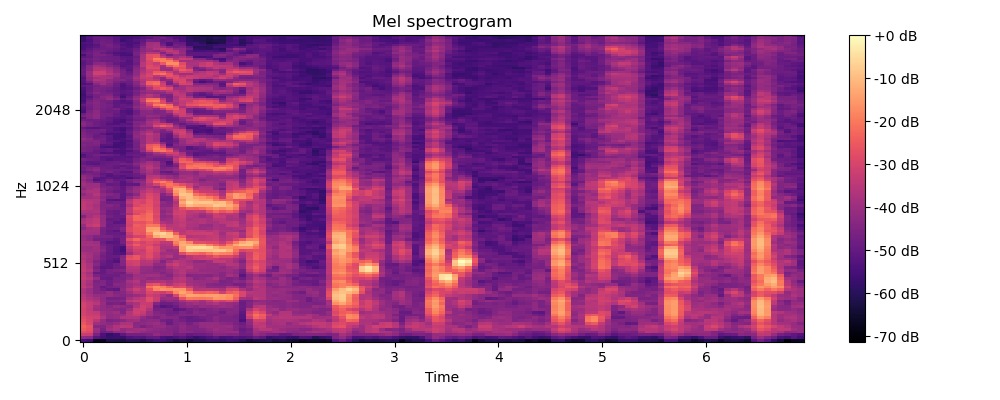 Mel spectrogram
+0 dB
2048
-10 dB
-20 dB
1024
-30 dB
Hz
-40 dB
512
-50 dB
-60 dB
0
-70 dB
0 1 2 3 4 5 6
Time